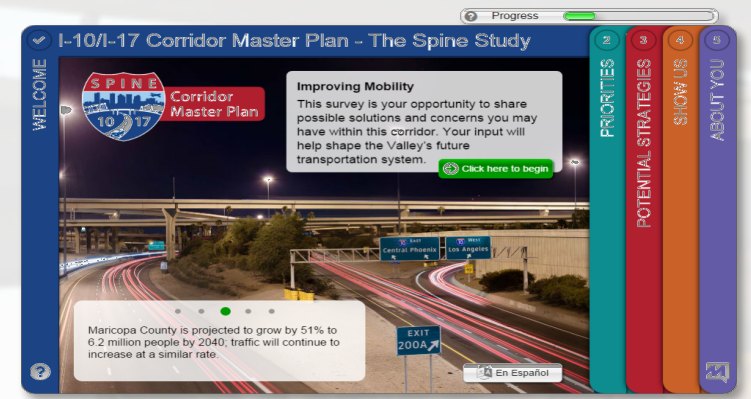 Progress
I-10/I-17 Corridor Master Plan - The Spine Study
WELCOME
SPINE
10 17
Corridor
Master Plan
Improving Mobility
This survey is your opportunity to share
possible solutions and concerns you may
have within this corridor. Your input will
help shape the Valley's future
transportation system.
Click here to begin
EAST
Central Phoenix
WEST
Los Angeles
EXIT
200A
Maricopa County is projected to grow by 51% to
6.2 million people by 2040; traffic will continue to
increase at a similar rate.
En Español
2
PRIORITIES
3
POTENTIAL STRATEGIES
4
SHOW US
5
ABOUT YOU